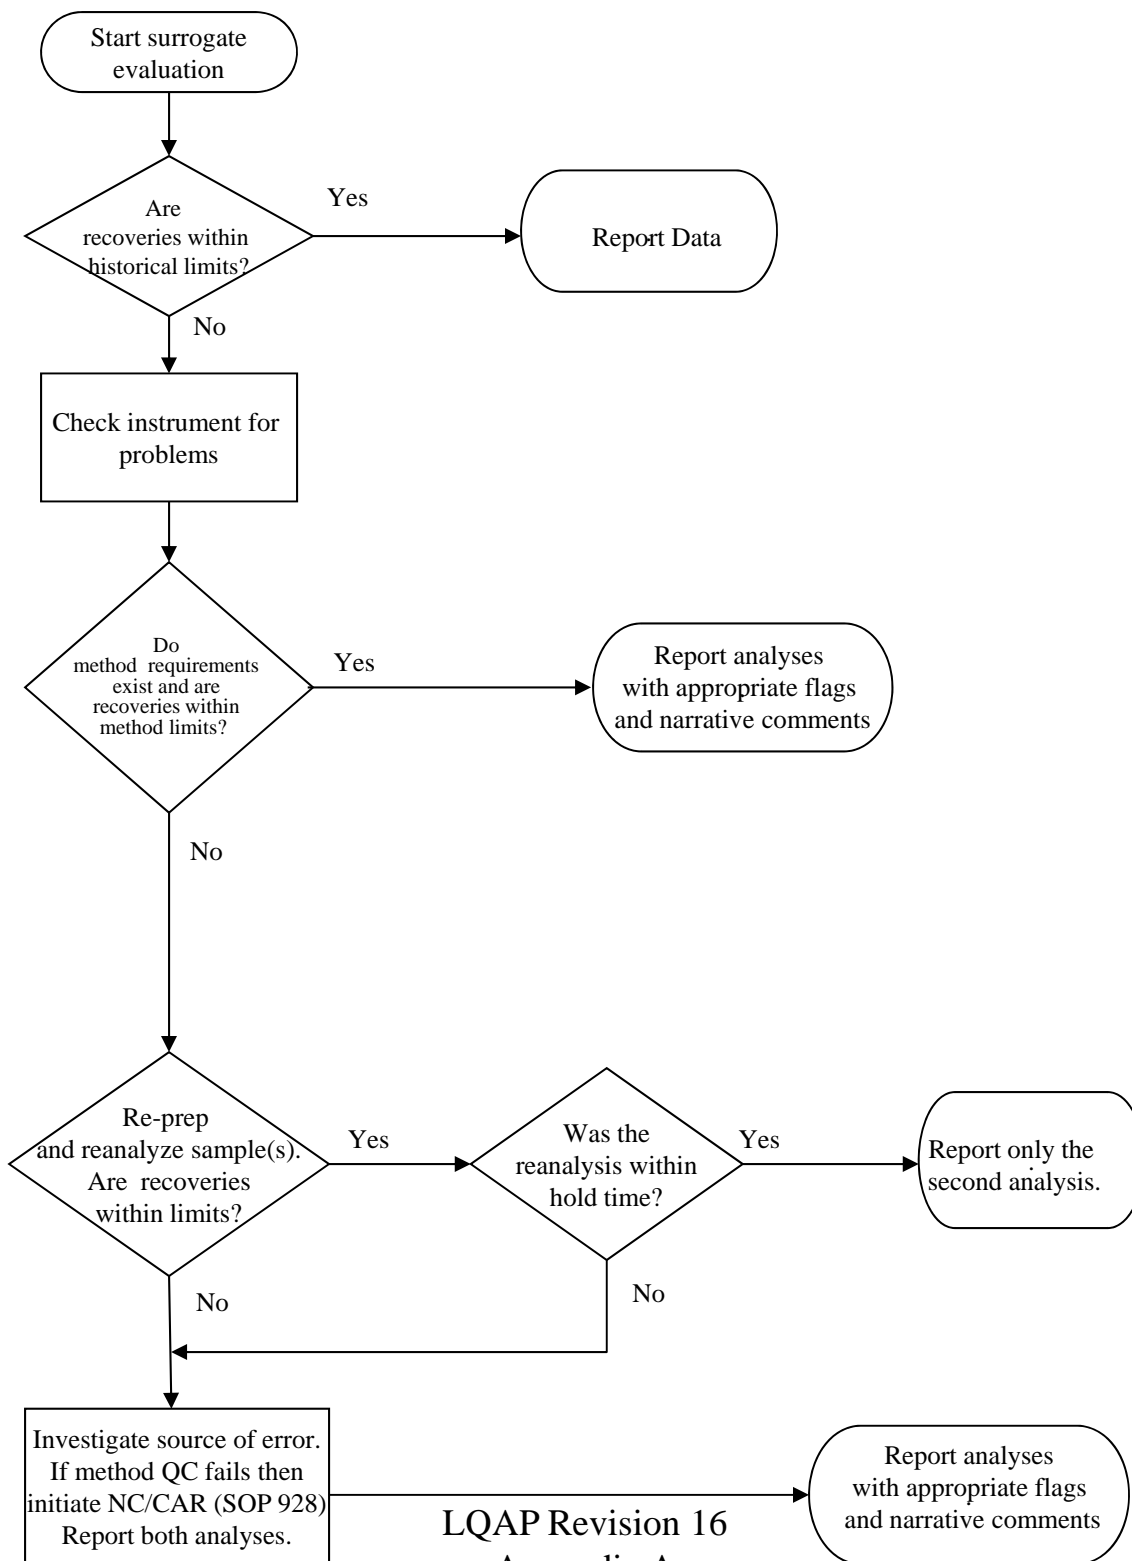 Start surrogate
evaluation
Are
recoveries within
historical limits?
Yes
Report Data
No
Check instrument for
problems
Do
method requirements
exist and are
recoveries within
method limits?
Yes
Report analyses
with appropriate flags
and narrative comments
No
Re-prep
and reanalyze sample(s).
Are recoveries
within limits?
Yes
Was the
reanalysis within
hold time?
Yes
Report only the
second analysis.
No
No
Investigate source of error.
If method QC fails then
initiate NC/CAR (SOP 928)
Report both analyses.
Report analyses
with appropriate flags
and narrative comments
LQAP Revision 16
Appendix A